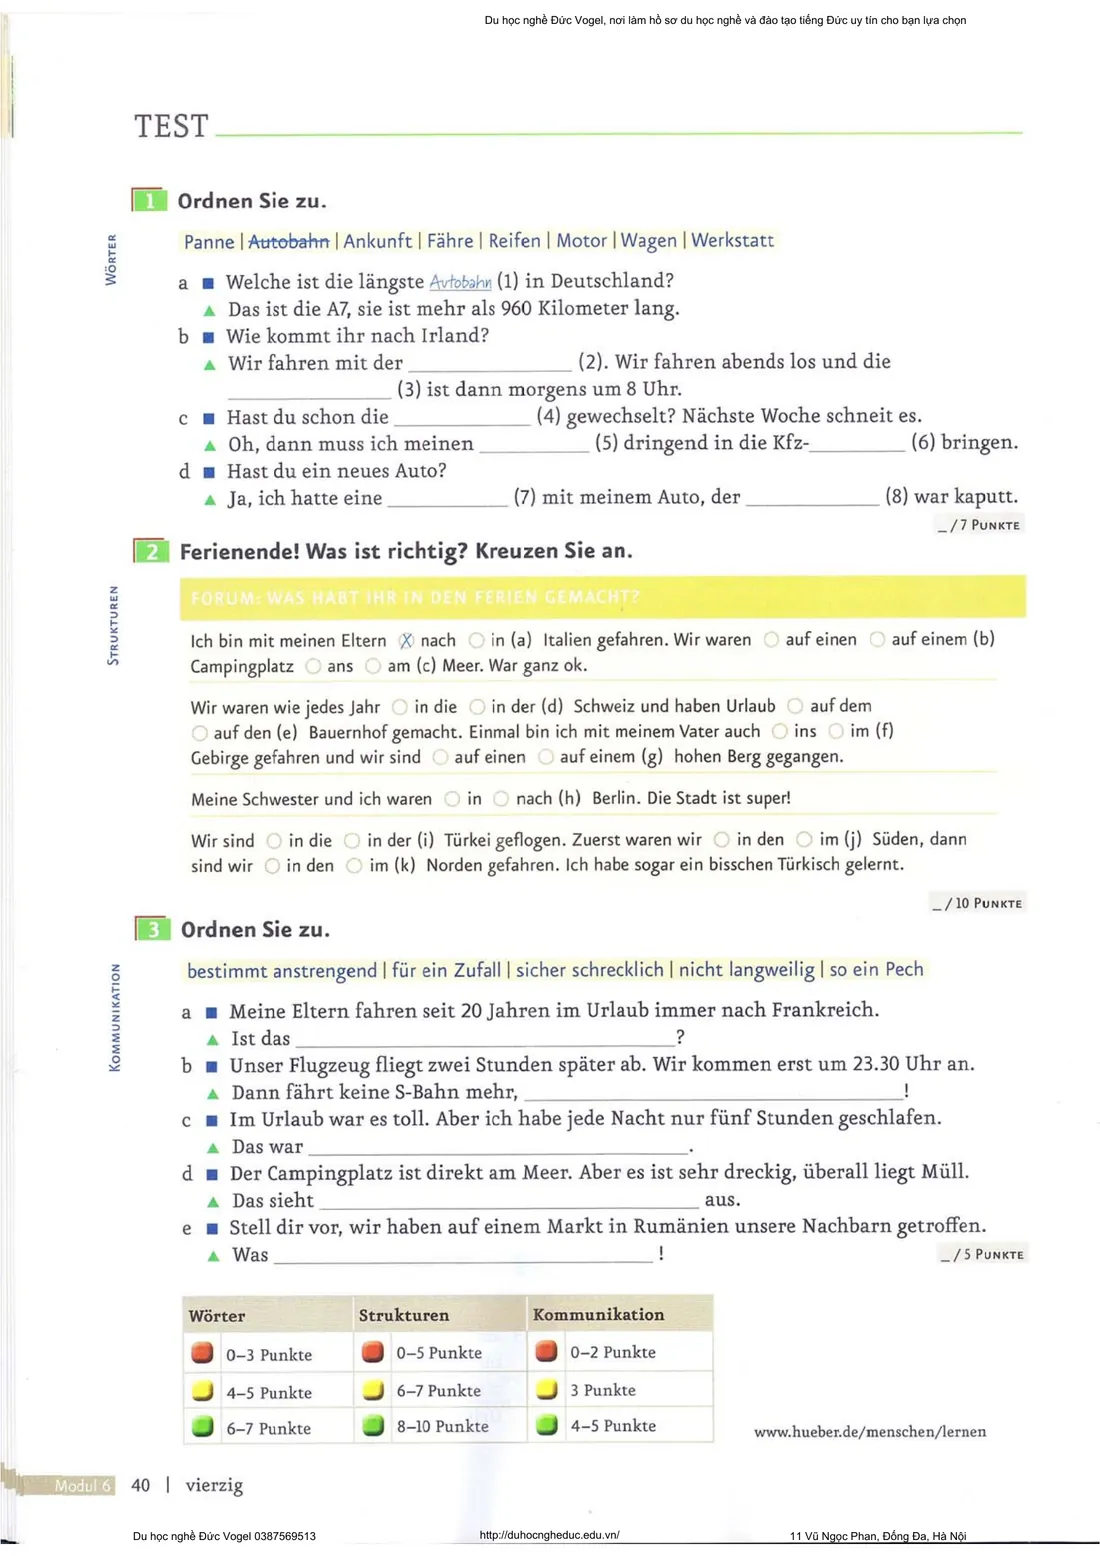 Du học nghề Đức Vogel, nơi làm hồ sơ du học nghề và đào tạo tiếng Đức uy tín cho bạn lựa chọn
TEST
1 Ordnen Sie zu.
WÖRTER
Panne | Autobahn | Ankunft | Fähre | Reifen | Motor | Wagen | Werkstatt
a ■ Welche ist die längste Autobahn (1) in Deutschland?
▲ Das ist die A7, sie ist mehr als 960 Kilometer lang.
b ■ Wie kommt ihr nach Irland?
▲ Wir fahren mit der ____________ (2). Wir fahren abends los und die
____________ (3) ist dann morgens um 8 Uhr.
c ■ Hast du schon die ____________ (4) gewechselt? Nächste Woche schneit es.
▲ Oh, dann muss ich meinen ____________ (5) dringend in die Kfz-____________ (6) bringen.
d ■ Hast du ein neues Auto?
▲ Ja, ich hatte eine ____________ (7) mit meinem Auto, der ____________ (8) war kaputt.
_ / 7 PUNKTE
2 Ferienende! Was ist richtig? Kreuzen Sie an.
STRUKTUREN
FORUM: WAS HABT IHR IN DEN FERIEN GEMACHT?
Ich bin mit meinen Eltern ⊗ nach ○ in (a) Italien gefahren. Wir waren ○ auf einen ○ auf einem (b)
Campingplatz ○ ans ○ am (c) Meer. War ganz ok.
Wir waren wie jedes Jahr ○ in die ○ in der (d) Schweiz und haben Urlaub ○ auf dem
○ auf den (e) Bauernhof gemacht. Einmal bin ich mit meinem Vater auch ○ ins ○ im (f)
Gebirge gefahren und wir sind ○ auf einen ○ auf einem (g) hohen Berg gegangen.
Meine Schwester und ich waren ○ in ○ nach (h) Berlin. Die Stadt ist super!
Wir sind ○ in die ○ in der (i) Türkei geflogen. Zuerst waren wir ○ in den ○ im (j) Süden, dann
sind wir ○ in den ○ im (k) Norden gefahren. Ich habe sogar ein bisschen Türkisch gelernt.
_ / 10 PUNKTE
3 Ordnen Sie zu.
KOMMUNIKATION
bestimmt anstrengend | für ein Zufall | sicher schrecklich | nicht langweilig | so ein Pech
a ■ Meine Eltern fahren seit 20 Jahren im Urlaub immer nach Frankreich.
▲ Ist das ____________?
b ■ Unser Flugzeug fliegt zwei Stunden später ab. Wir kommen erst um 23.30 Uhr an.
▲ Dann fährt keine S-Bahn mehr, ____________!
c ■ Im Urlaub war es toll. Aber ich habe jede Nacht nur fünf Stunden geschlafen.
▲ Das war ____________.
d ■ Der Campingplatz ist direkt am Meer. Aber es ist sehr dreckig, überall liegt Müll.
▲ Das sieht ____________ aus.
e ■ Stell dir vor, wir haben auf einem Markt in Rumänien unsere Nachbarn getroffen.
▲ Was ____________!
_ / 5 PUNKTE
Wörter Strukturen Kommunikation
0–3 Punkte 0–5 Punkte 0–2 Punkte
4–5 Punkte 6–7 Punkte 3 Punkte
6–7 Punkte 8–10 Punkte 4–5 Punkte
www.hueber.de/menschen/lernen
Modul 6 40 | vierzig
Du học nghề Đức Vogel 0387569513 http://duhocngheduc.edu.vn/ 11 Vũ Ngọc Phan, Đống Đa, Hà Nội